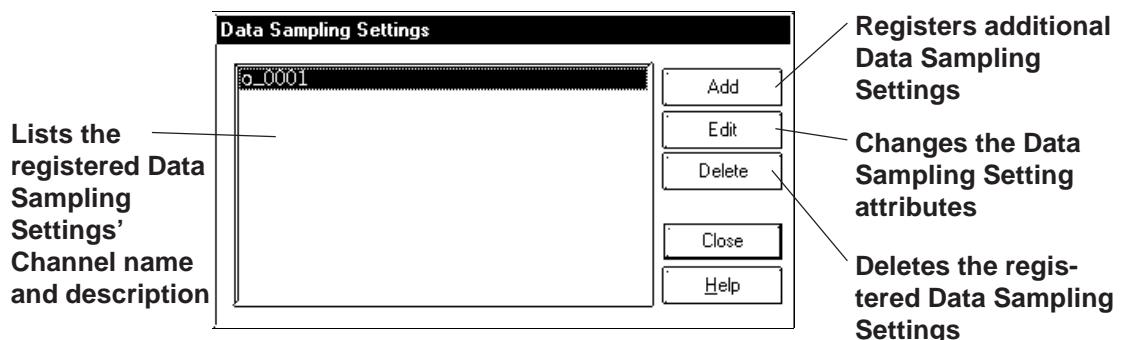 Data Sampling Settings
o_0001
Add
Edit
Delete
Close
Help
Lists the
registered Data
Sampling
Settings’
Channel name
and description
Registers additional
Data Sampling
Settings
Changes the Data
Sampling Setting
attributes
Deletes the regis-
tered Data Sampling
Settings